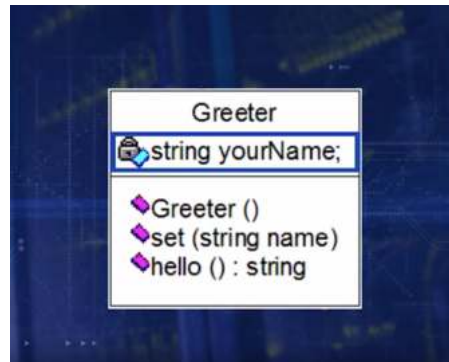 Greeter
string yourName;
Greeter ()
set (string name)
hello () : string